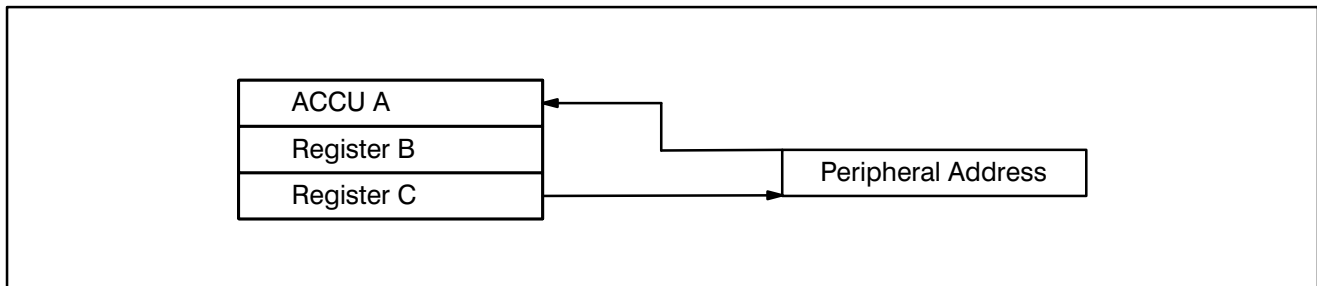 ACCU A
Register B
Peripheral Address
Register C